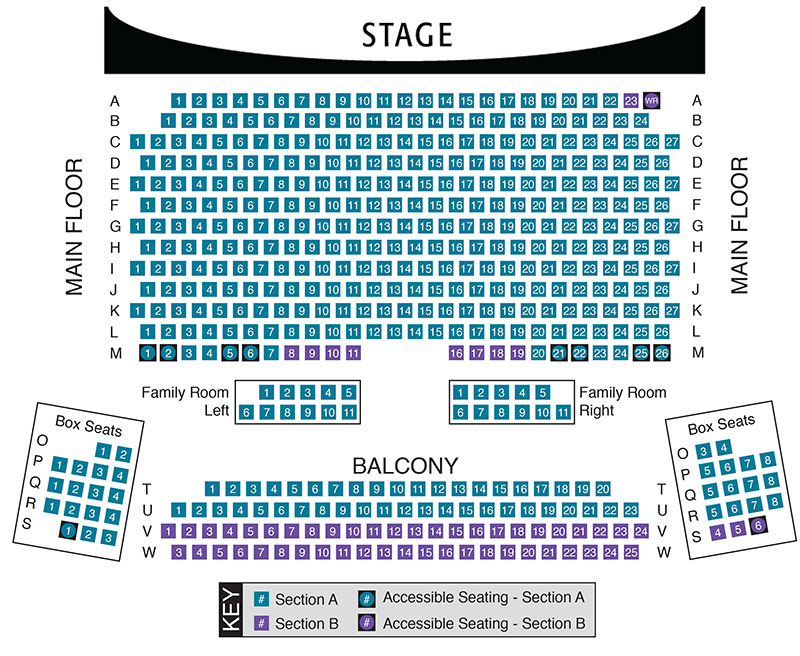 STAGE
A 1 2 3 4 5 6 7 8 9 10 11 12 13 14 15 16 17 18 19 20 21 22 23 WR A
B 1 2 3 4 5 6 7 8 9 10 11 12 13 14 15 16 17 18 19 20 21 22 23 24 B
C 1 2 3 4 5 6 7 8 9 10 11 12 13 14 15 16 17 18 19 20 21 22 23 24 25 26 27 C
D 1 2 3 4 5 6 7 8 9 10 11 12 13 14 15 16 17 18 19 20 21 22 23 24 25 26 D
E 1 2 3 4 5 6 7 8 9 10 11 12 13 14 15 16 17 18 19 20 21 22 23 24 25 26 27 E
F 1 2 3 4 5 6 7 8 9 10 11 12 13 14 15 16 17 18 19 20 21 22 23 24 25 26 F
G 1 2 3 4 5 6 7 8 9 10 11 12 13 14 15 16 17 18 19 20 21 22 23 24 25 26 27 G
H 1 2 3 4 5 6 7 8 9 10 11 12 13 14 15 16 17 18 19 20 21 22 23 24 25 26 H
I 1 2 3 4 5 6 7 8 9 10 11 12 13 14 15 16 17 18 19 20 21 22 23 24 25 26 27 I
J 1 2 3 4 5 6 7 8 9 10 11 12 13 14 15 16 17 18 19 20 21 22 23 24 25 26 J
K 1 2 3 4 5 6 7 8 9 10 11 12 13 14 15 16 17 18 19 20 21 22 23 24 25 26 27 K
L 1 2 3 4 5 6 7 8 9 10 11 12 13 14 15 16 17 18 19 20 21 22 23 24 25 26 L
M 1 2 3 4 5 6 7 8 9 10 11 16 17 18 19 20 21 22 23 24 25 26 M
MAIN FLOOR
MAIN FLOOR
Family Room 1 2 3 4 5
Left 6 7 8 9 10 11
1 2 3 4 5 Family Room
6 7 8 9 10 11 Right
Box Seats
O 1 2
P 1 2 3 4
Q 1 2 3 4
R 1 2 3 4
S 1 2 3
Box Seats
O 3 4
P 5 6 7 8
Q 5 6 7 8
R 5 6 7 8
S 4 5 6
BALCONY
T 1 2 3 4 5 6 7 8 9 10 11 12 13 14 15 16 17 18 19 20 T
U 1 2 3 4 5 6 7 8 9 10 11 12 13 14 15 16 17 18 19 20 21 22 23 U
V 1 2 3 4 5 6 7 8 9 10 11 12 13 14 15 16 17 18 19 20 21 22 23 24 V
W 3 4 5 6 7 8 9 10 11 12 13 14 15 16 17 18 19 20 21 22 23 24 25 W
KEY
# Section A # Accessible Seating - Section A
# Section B # Accessible Seating - Section B